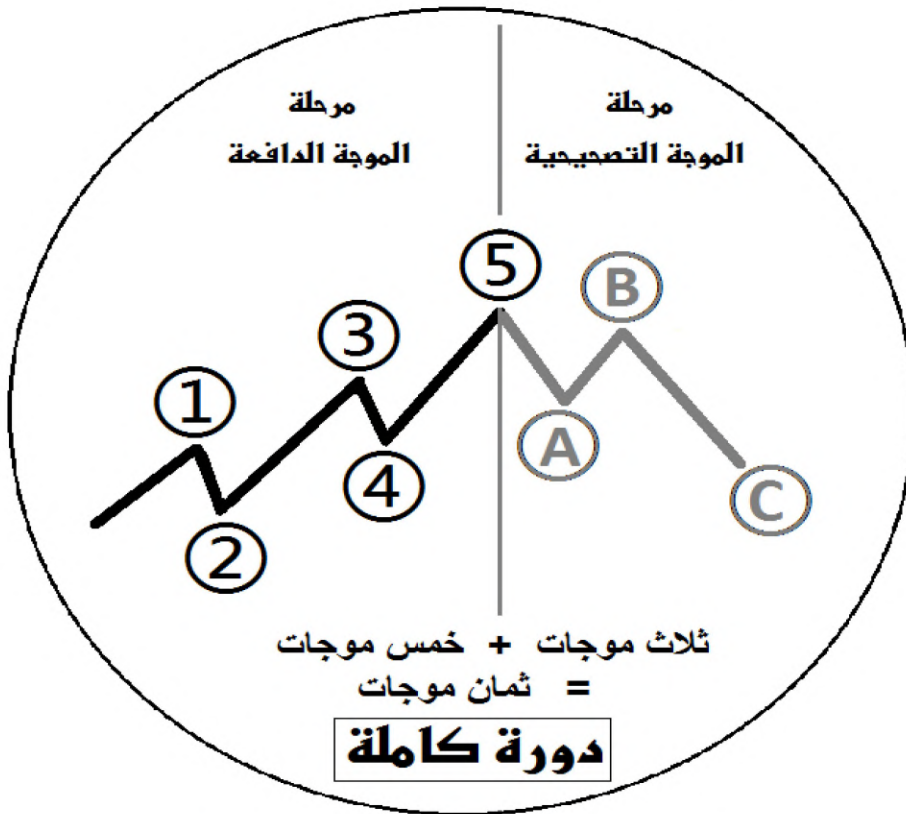 مرحلة
الموجة التصحيحية
مرحلة
الموجة الدافعة
5
B
3
1
A
4
C
2
ثلاث موجات + خمس موجات
= ثمان موجات
دورة كاملة